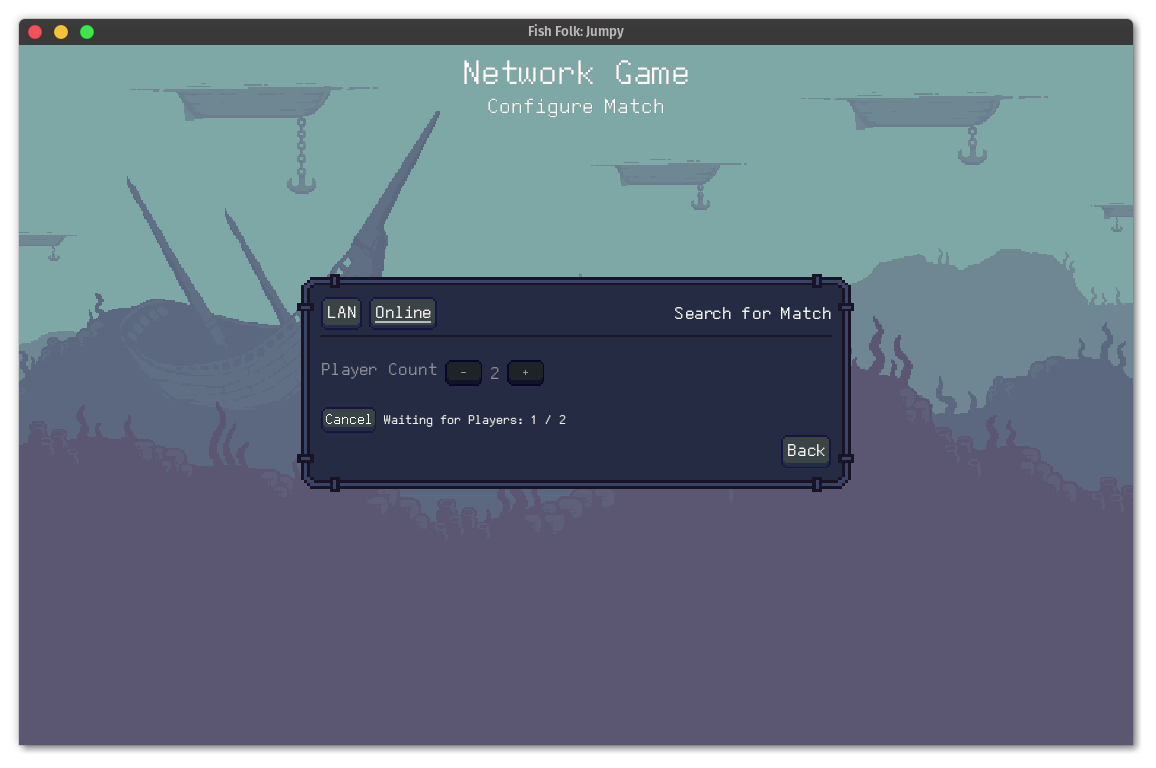 Fish Folk: Jumpy
Network Game
Configure Match
LAN Online Search for Match
Player Count - 2 +
Cancel Waiting for Players: 1 / 2
Back